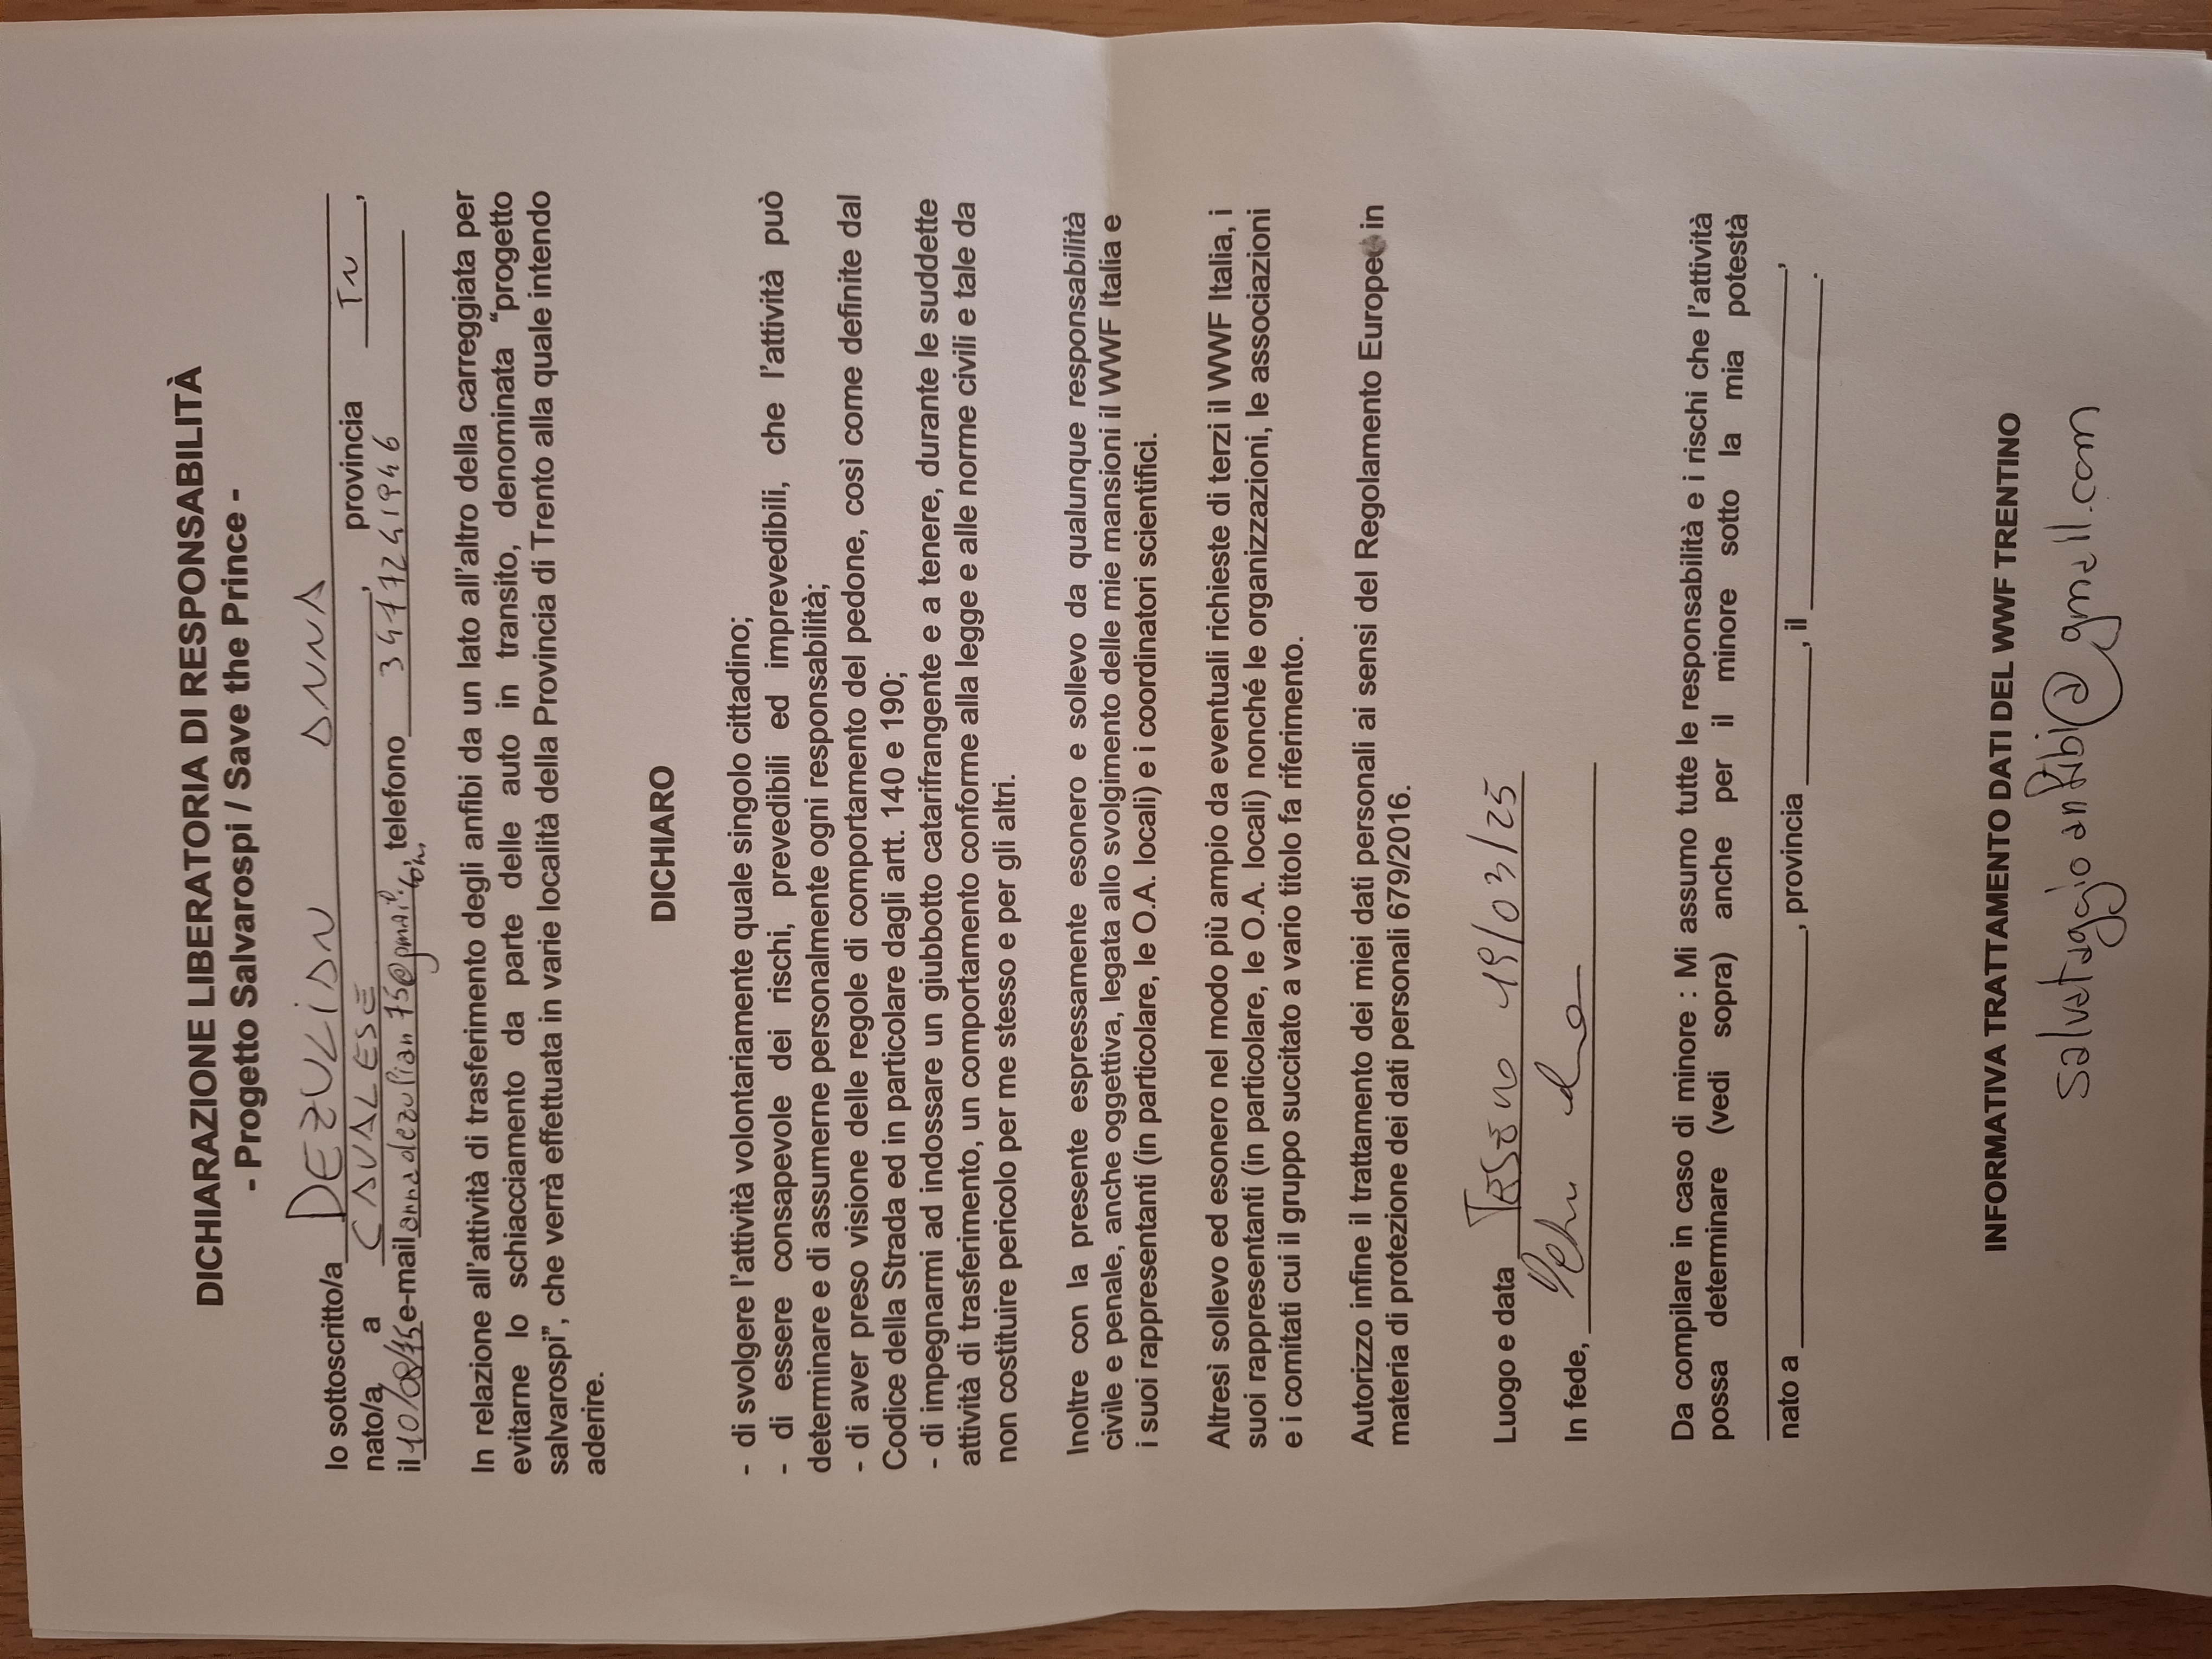 DICHIARAZIONE LIBERATORIA DI RESPONSABILITÀ
- Progetto Salvarospi / Save the Prince -
Io sottoscritto/a DEZULIAN ANNA
nato/a a CAVALESE, provincia TN,
il 10/08/75 e-mail annadezulian75@gmail.com, telefono 3477241946
In relazione all'attività di trasferimento degli anfibi da un lato all'altro della carreggiata per
evitarne lo schiacciamento da parte delle auto in transito, denominata “progetto
salvarospi”, che verrà effettuata in varie località della Provincia di Trento alla quale intendo
aderire.
DICHIARO
- di svolgere l'attività volontariamente quale singolo cittadino;
- di essere consapevole dei rischi, prevedibili ed imprevedibili, che l'attività può
determinare e di assumerne personalmente ogni responsabilità;
- di aver preso visione delle regole di comportamento del pedone, così come definite dal
Codice della Strada ed in particolare dagli artt. 140 e 190;
- di impegnarmi ad indossare un giubbotto catarifrangente e a tenere, durante le suddette
attività di trasferimento, un comportamento conforme alla legge e alle norme civili e tale da
non costituire pericolo per me stesso e per gli altri.
Inoltre con la presente espressamente esonero e sollevo da qualunque responsabilità
civile e penale, anche oggettiva, legata allo svolgimento delle mie mansioni il WWF Italia e
i suoi rappresentanti (in particolare, le O.A. locali) e i coordinatori scientifici.
Altresì sollevo ed esonero nel modo più ampio da eventuali richieste di terzi il WWF Italia, i
suoi rappresentanti (in particolare, le O.A. locali) nonché le organizzazioni, le associazioni
e i comitati cui il gruppo succitato a vario titolo fa riferimento.
Autorizzo infine il trattamento dei miei dati personali ai sensi del Regolamento Europeo in
materia di protezione dei dati personali 679/2016.
Luogo e data Tesero 19/03/25
In fede,
Da compilare in caso di minore : Mi assumo tutte le responsabilità e i rischi che l'attività
possa determinare (vedi sopra) anche per il minore sotto la mia potestà
,
nato a , provincia , il .
INFORMATIVA TRATTAMENTO DATI DEL WWF TRENTINO
salvataggioanfibi@gmail.com